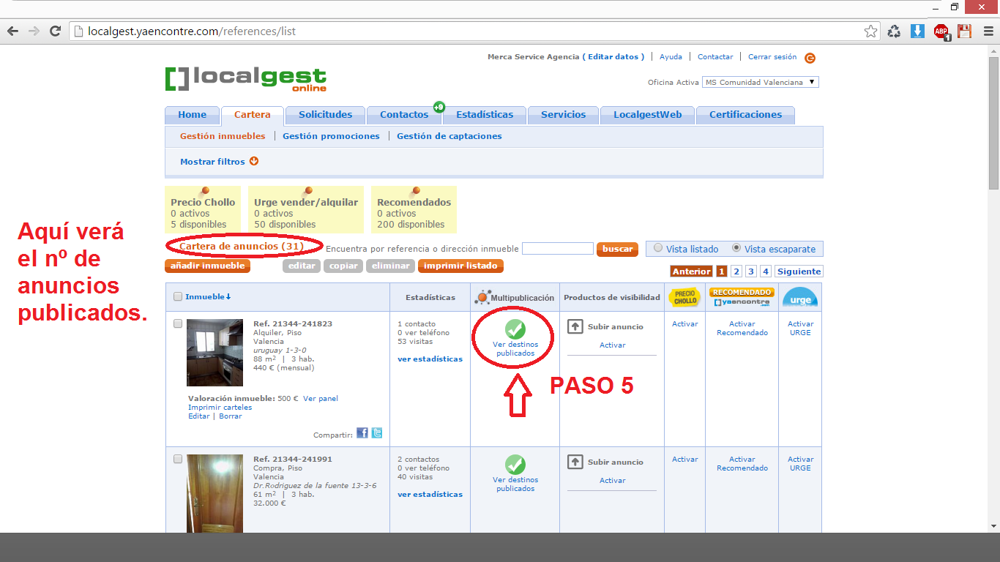 localgest.yaencontre.com/references/list
ABP
1
Merca Service Agencia ( Editar datos ) | Ayuda | Contactar | Cerrar sesión
localgest
online
Oficina Activa MS Comunidad Valenciana
+9
Home Cartera Solicitudes Contactos Estadísticas Servicios LocalgestWeb Certificaciones
Gestión inmuebles | Gestión promociones | Gestión de captaciones
Mostrar filtros
Precio Chollo
0 activos
5 disponibles
Urge vender/alquilar
0 activos
50 disponibles
Recomendados
0 activos
200 disponibles
Aquí verá
el nº de
anuncios
publicados.
Cartera de anuncios (31) Encuentra por referencia o dirección inmueble buscar Vista listado Vista escaparate
añadir inmueble editar copiar eliminar imprimir listado
Anterior 1 2 3 4 Siguiente
Inmueble Estadísticas Multipublicación Productos de visibilidad
PRECIO
CHOLLO
RECOMENDADO
yaencontre.com
urge
Ref. 21344-241823
Alquiler, Piso
Valencia
uruguay 1-3-0
88 m² | 3 hab.
440 € (mensual)
Valoración inmueble: 500 € Ver panel
Imprimir carteles
Editar | Borrar
Compartir:
1 contacto
0 ver teléfono
53 visitas
ver estadísticas
Ver destinos
publicados
PASO 5
Subir anuncio
Activar
Activar
Activar
Recomendado
Activar
URGE
Ref. 21344-241991
Compra, Piso
Valencia
Dr.Rodriguez de la fuente 13-3-6
61 m² | 3 hab.
32.000 €
2 contactos
0 ver teléfono
40 visitas
ver estadísticas
Ver destinos
publicados
Subir anuncio
Activar
Activar
Activar
Recomendado
Activar
URGE